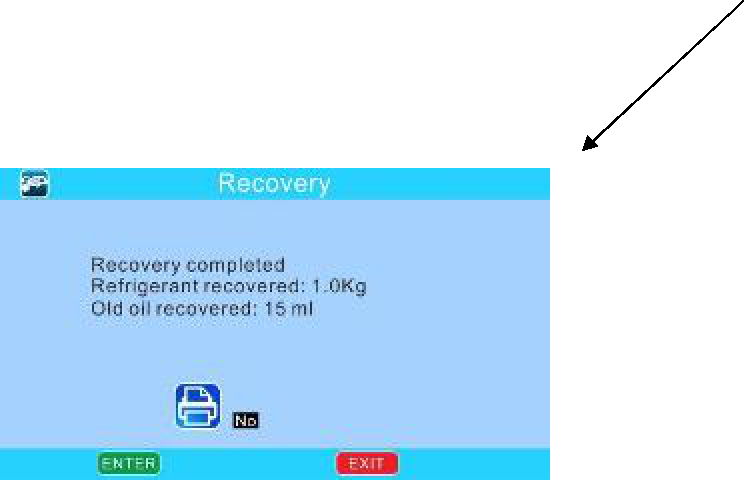 Recovery
Recovery completed
Refrigerant recovered: 1.0Kg
Old oil recovered: 15 ml
No
ENTER EXIT